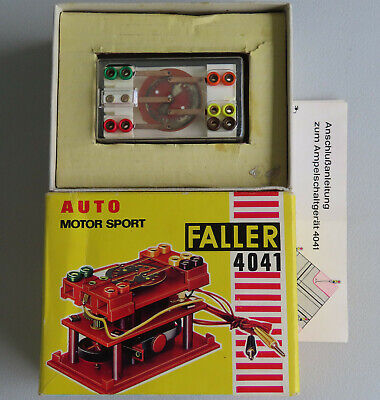 AUTO
MOTOR SPORT
FALLER
4041
Anschlußanleitung
zum Ampelschaltgerät 4041